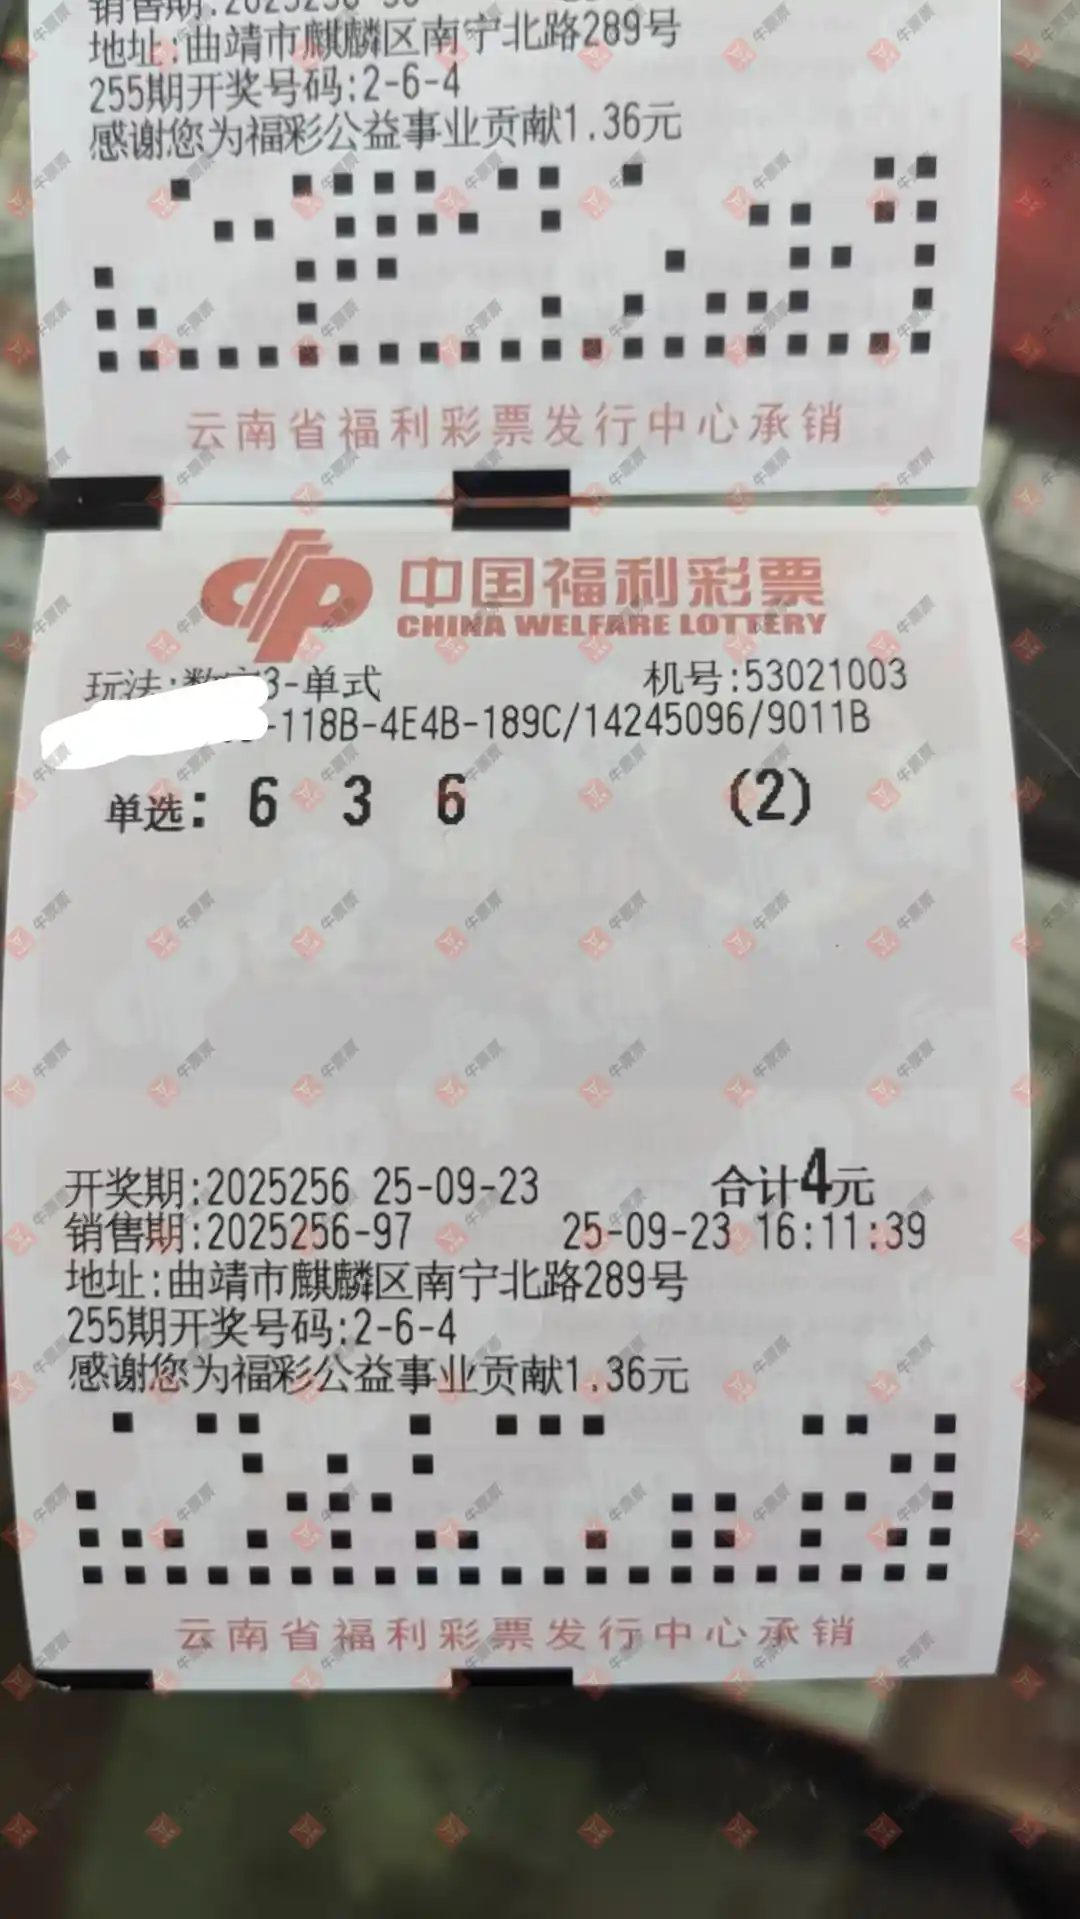 地址:曲靖市麒麟区南宁北路289号
255期开奖号码:2-6-4
感谢您为福彩公益事业贡献1.36元
云南省福利彩票发行中心承销
中国福利彩票
CHINA WELFARE LOTTERY
玩法:数字3-单式 机号:53021003
-118B-4E4B-189C/14245096/9011B
单选: 6 3 6 (2)
开奖期:2025256 25-09-23 合计4元
销售期:2025256-97 25-09-23 16:11:39
地址:曲靖市麒麟区南宁北路289号
255期开奖号码:2-6-4
感谢您为福彩公益事业贡献1.36元
云南省福利彩票发行中心承销